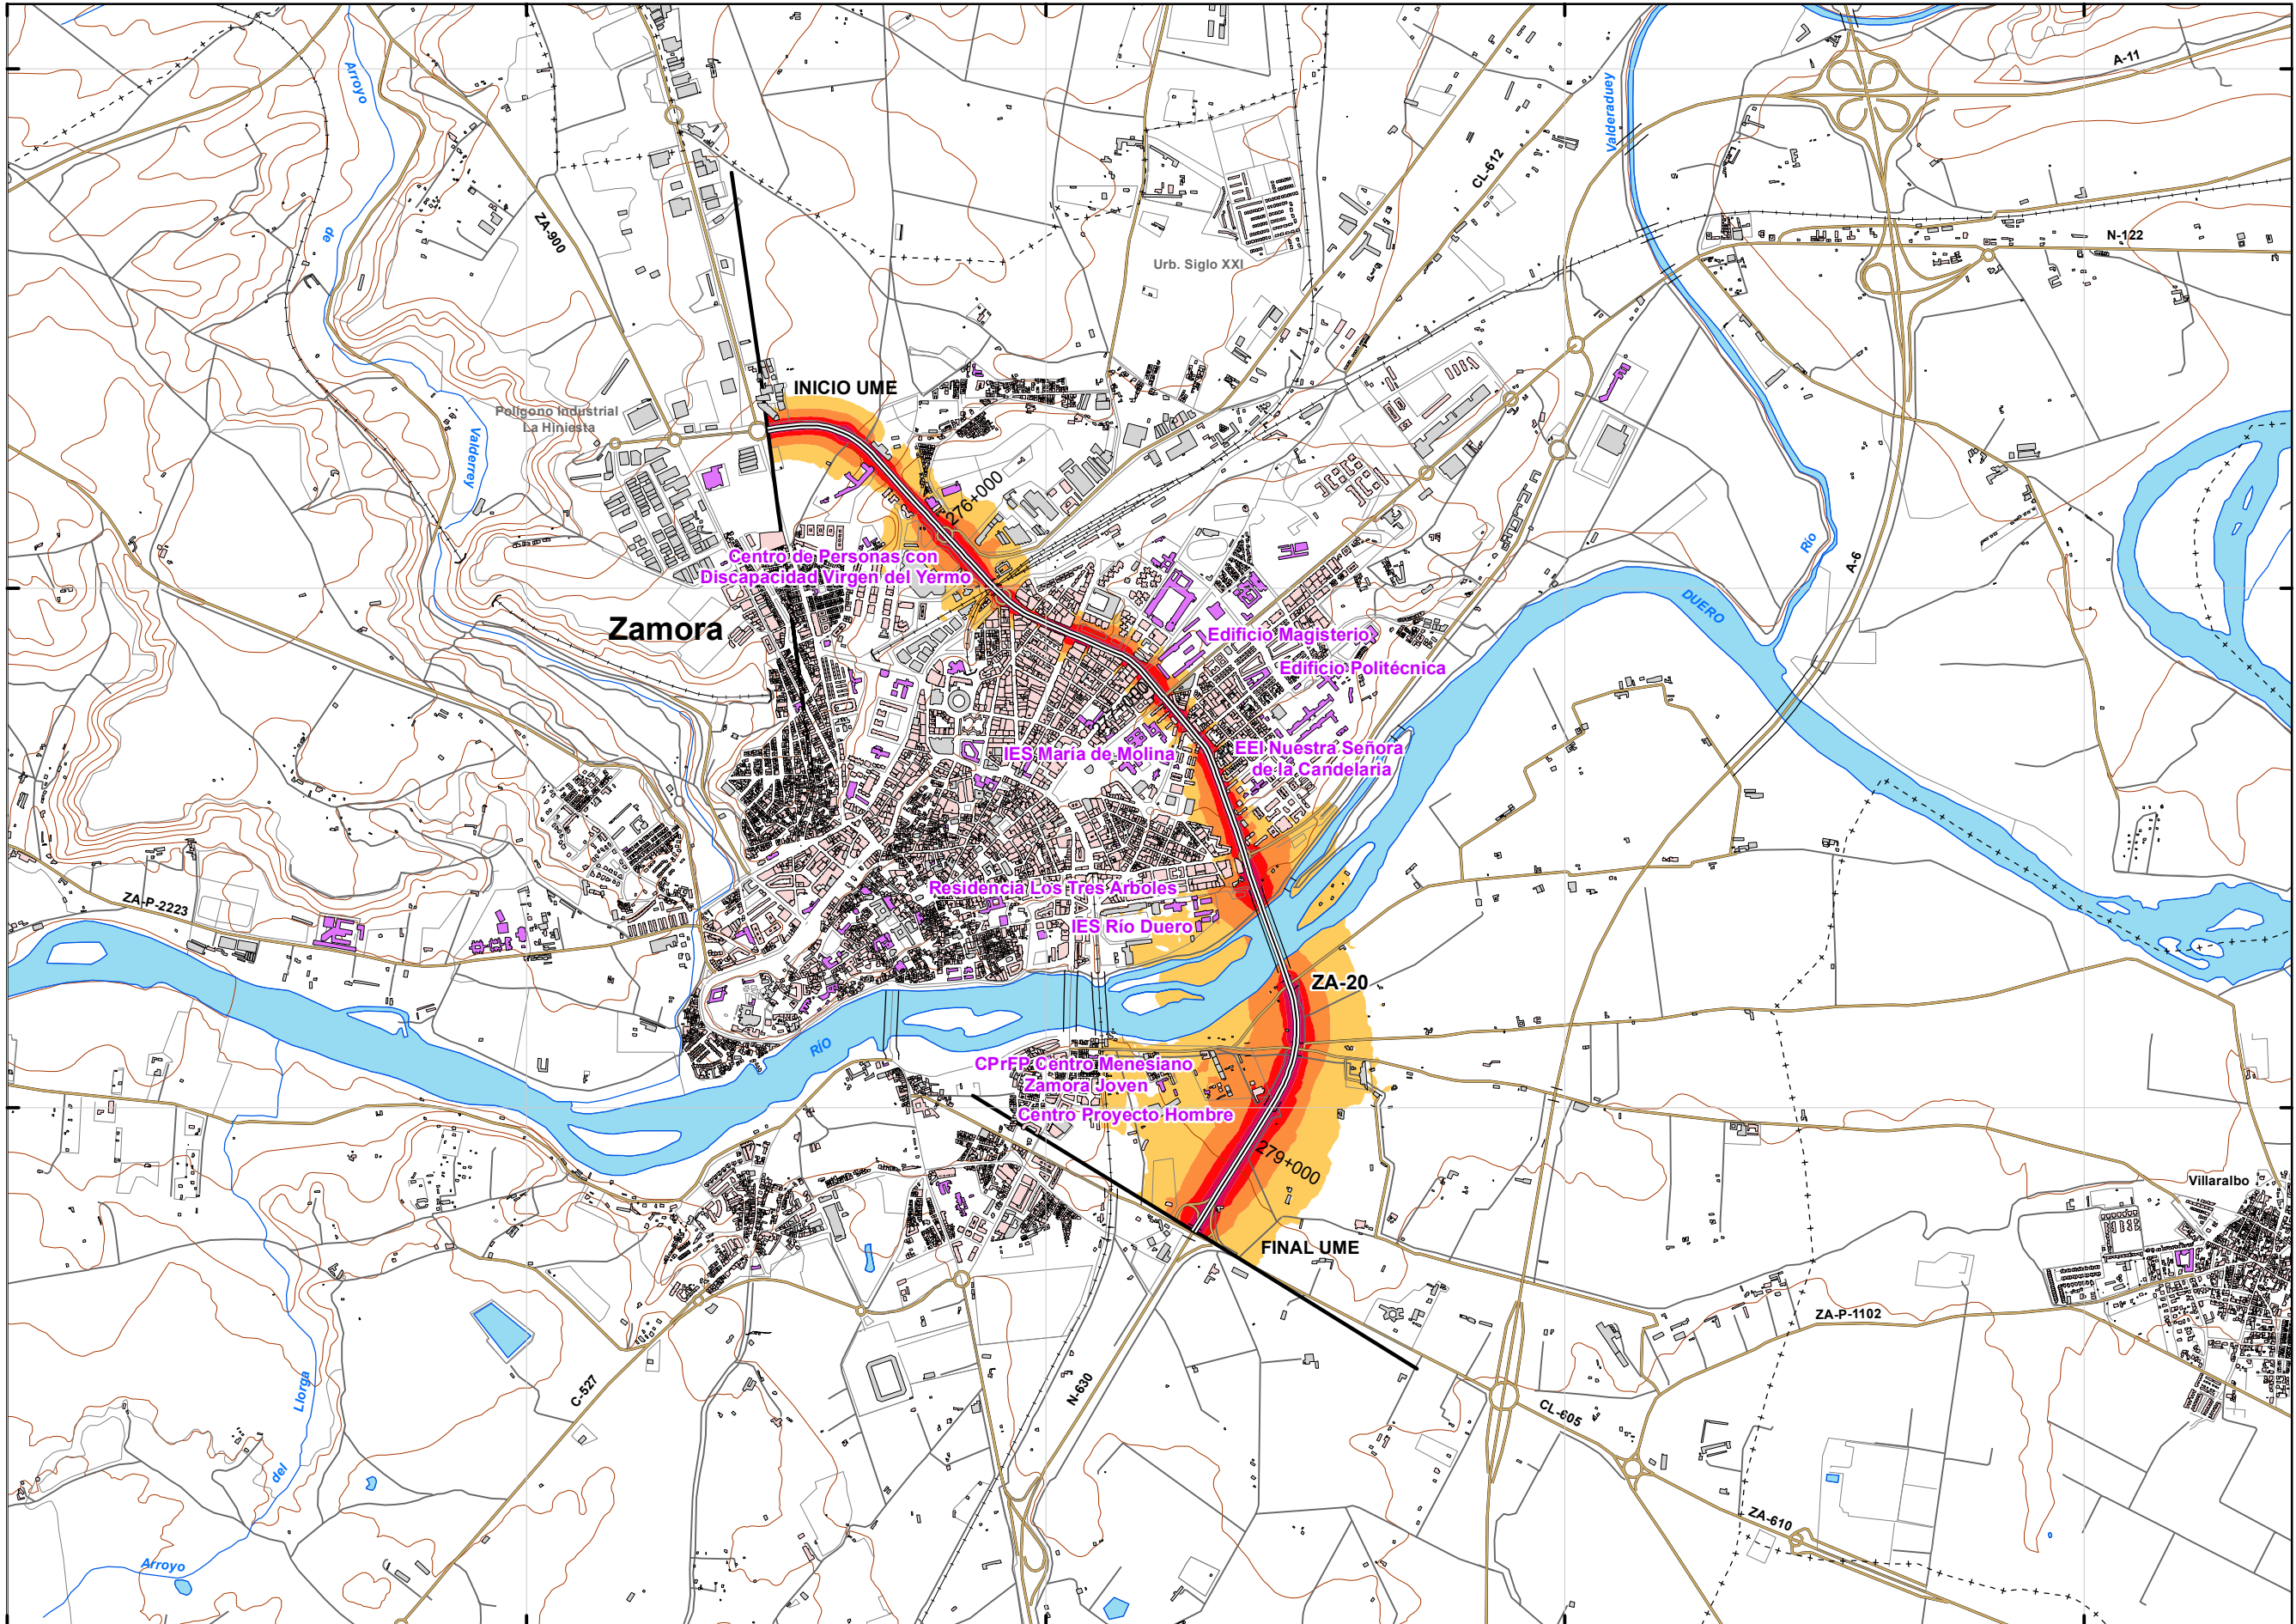 A-11
Arroyo
Valderaduey
CL-612
ZA-900
de
N-122
Urb. Siglo XXI
INICIO UME
Polígono Industrial
La Hiniesta
Valderrey
276+000
Río
A-6
Centro de Personas con
Discapacidad Virgen del Yermo
DUERO
Zamora
Edificio Magisterio
Edificio Politécnica
IES María de Molina
EEI Nuestra Señora
de la Candelaria
Residencia Los Tres Arboles
ZA-P-2223
IES Río Duero
ZA-20
RÍO
CPrFP Centro Menesiano
Zamora Joven
Centro Proyecto Hombre
279+000
Villaralbo
FINAL UME
ZA-P-1102
Llorga
C-527
N-630
CL-605
del
ZA-610
Arroyo